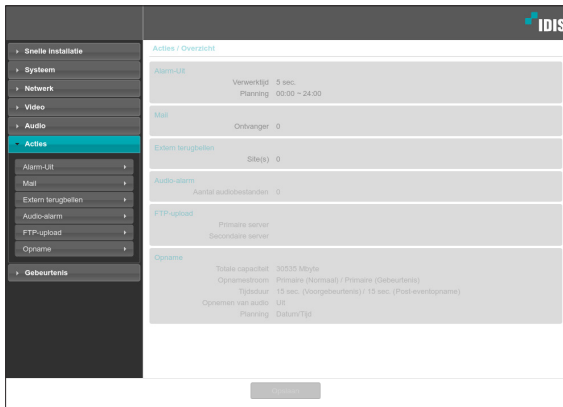 IDIS
Snelle installatie
Systeem
Netwerk
Video
Audio
Acties
Alarm-Uit
Mail
Extern terugbellen
Audio-alarm
FTP-upload
Opname
Gebeurtenis
Acties / Overzicht
Alarm-Uit
Verwerktijd 5 sec.
Planning 00:00 ~ 24:00
Mail
Ontvanger 0
Extern terugbellen
Site(s) 0
Audio-alarm
Aantal audiobestanden 0
FTP-upload
Primaire server
Secondaire server
Opname
Totale capaciteit 30535 Mbyte
Opnamestroom Primaire (Normaal) / Primaire (Gebeurtenis)
Tijdsduur 15 sec. (Voorgebeurtenis) / 15 sec. (Post-eventopname)
Opnemen van audio Uit
Planning Datum/Tijd